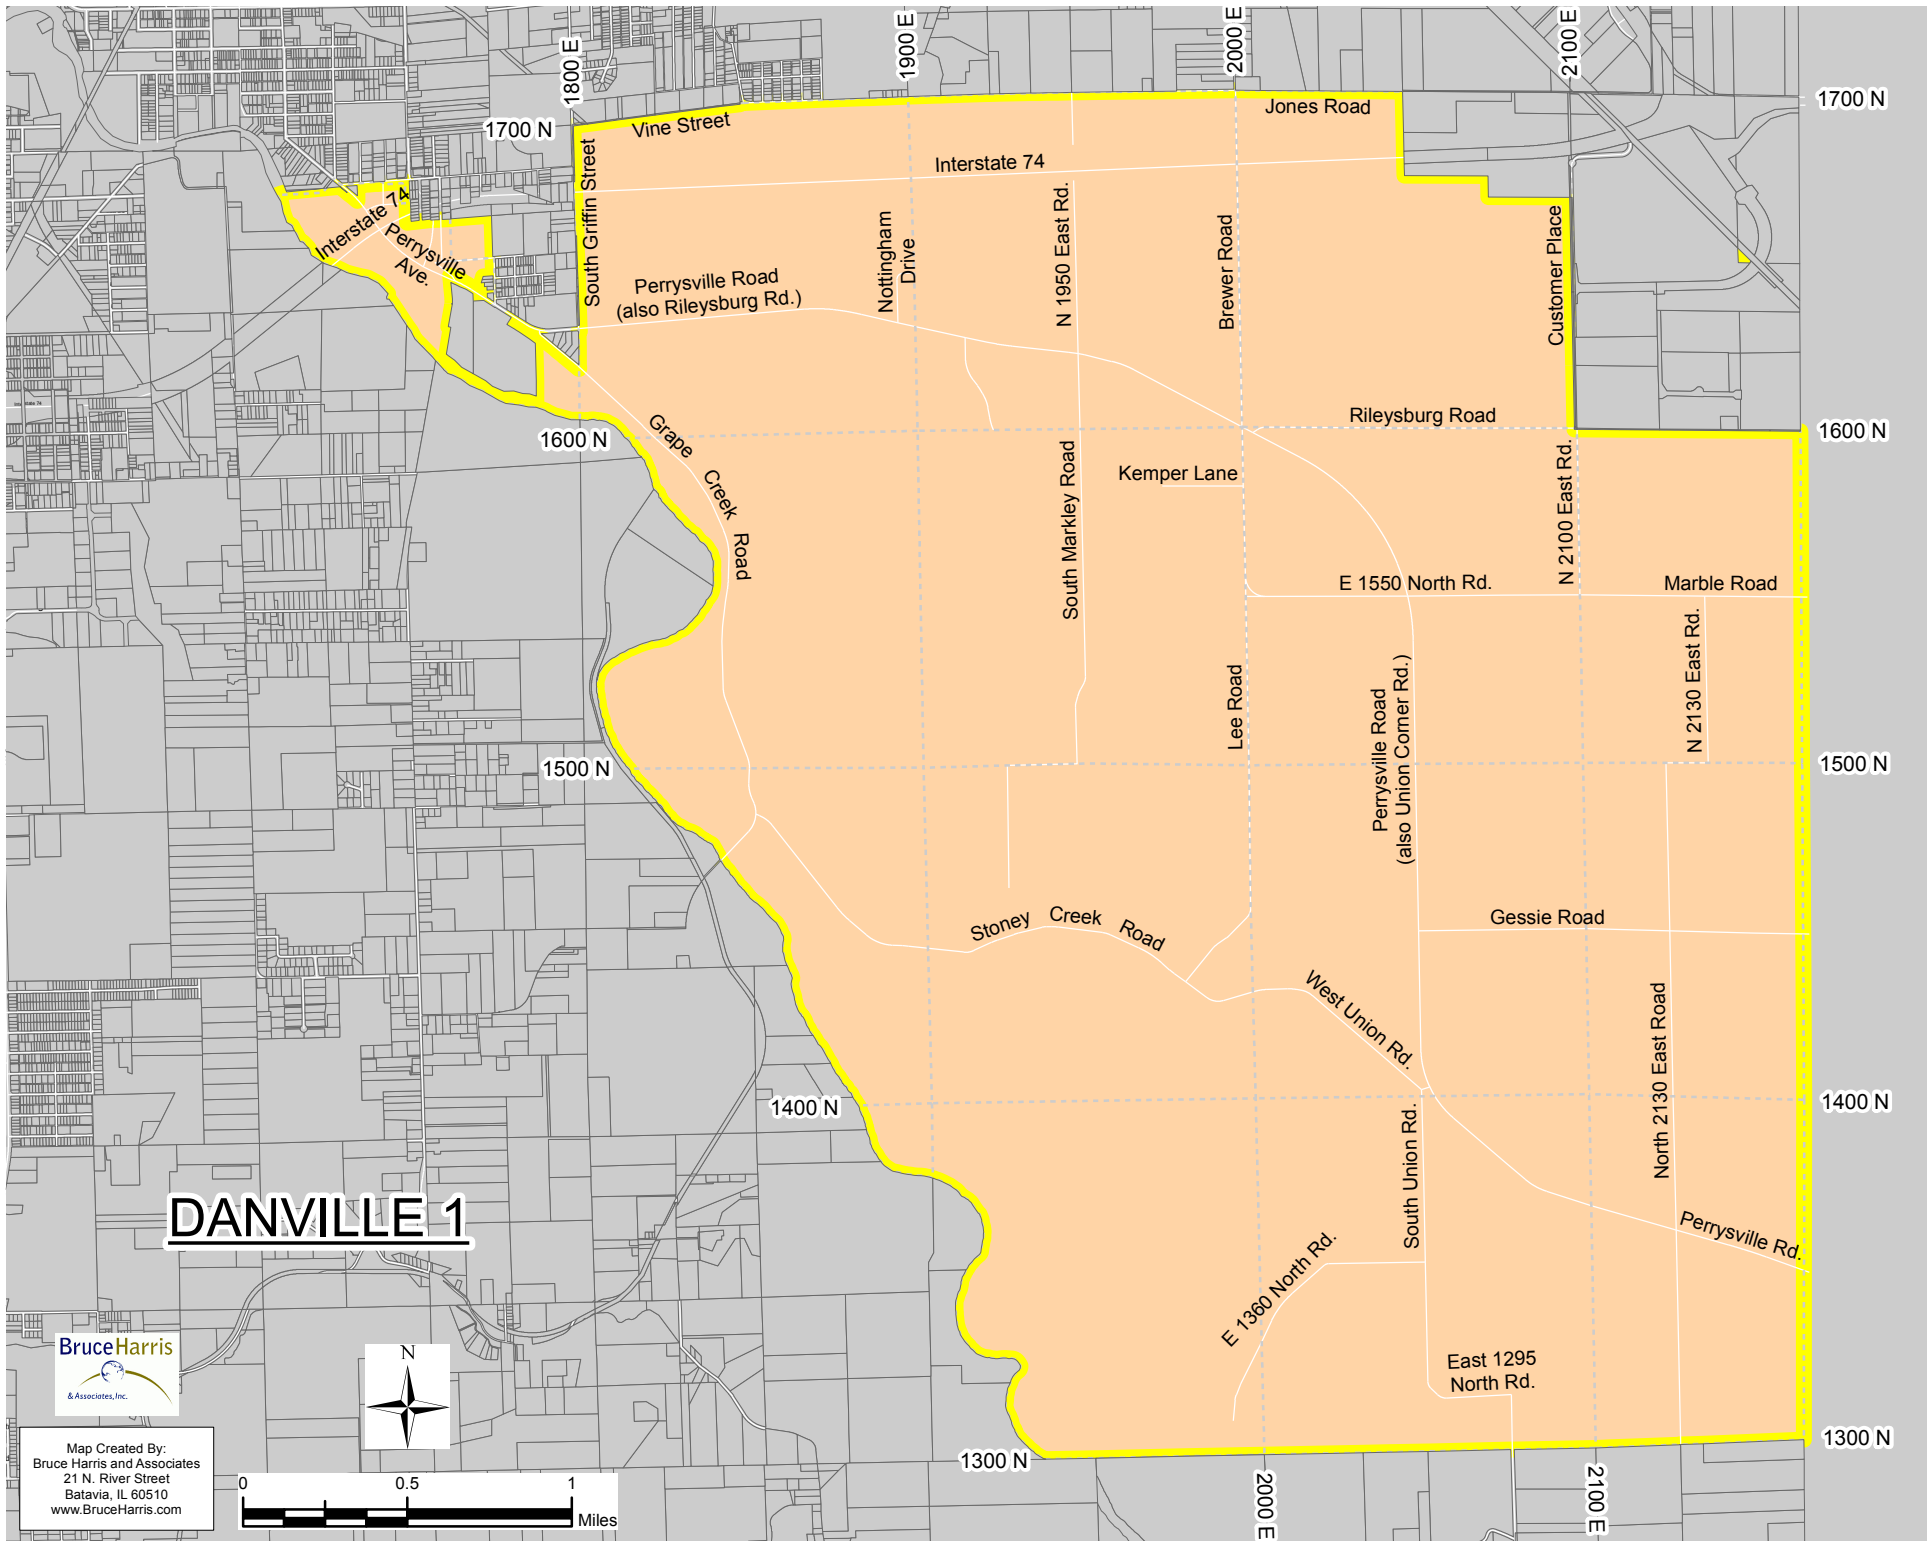 1800 E
1900 E
2000 E
2100 E
1700 N
Vine Street
Jones Road
1700 N
Interstate 74
South Griffin Street
Interstate 74
Perrysville
Ave.
Perrysville Road
(also Rileysburg Rd.)
Nottingham
Drive
N 1950 East Rd.
Brewer Road
Customer Place
Interstate 74
1600 N
Grape Creek Road
Rileysburg Road
1600 N
Kemper Lane
South Markley Road
N 2100 East Rd.
E 1550 North Rd.
Marble Road
N 2130 East Rd.
Lee Road
Perrysville Road
(also Union Corner Rd.)
1500 N
1500 N
Stoney Creek Road
Gessie Road
West Union Rd.
North 2130 East Road
1400 N
1400 N
South Union Rd.
DANVILLE 1
Perrysville Rd.
E 1360 North Rd.
East 1295
North Rd.
1300 N
1300 N
2000 E
2100 E
BruceHarris
& Associates, Inc.
N
Map Created By:
Bruce Harris and Associates
21 N. River Street
Batavia, IL 60510
www.BruceHarris.com
0 0.5 1
Miles